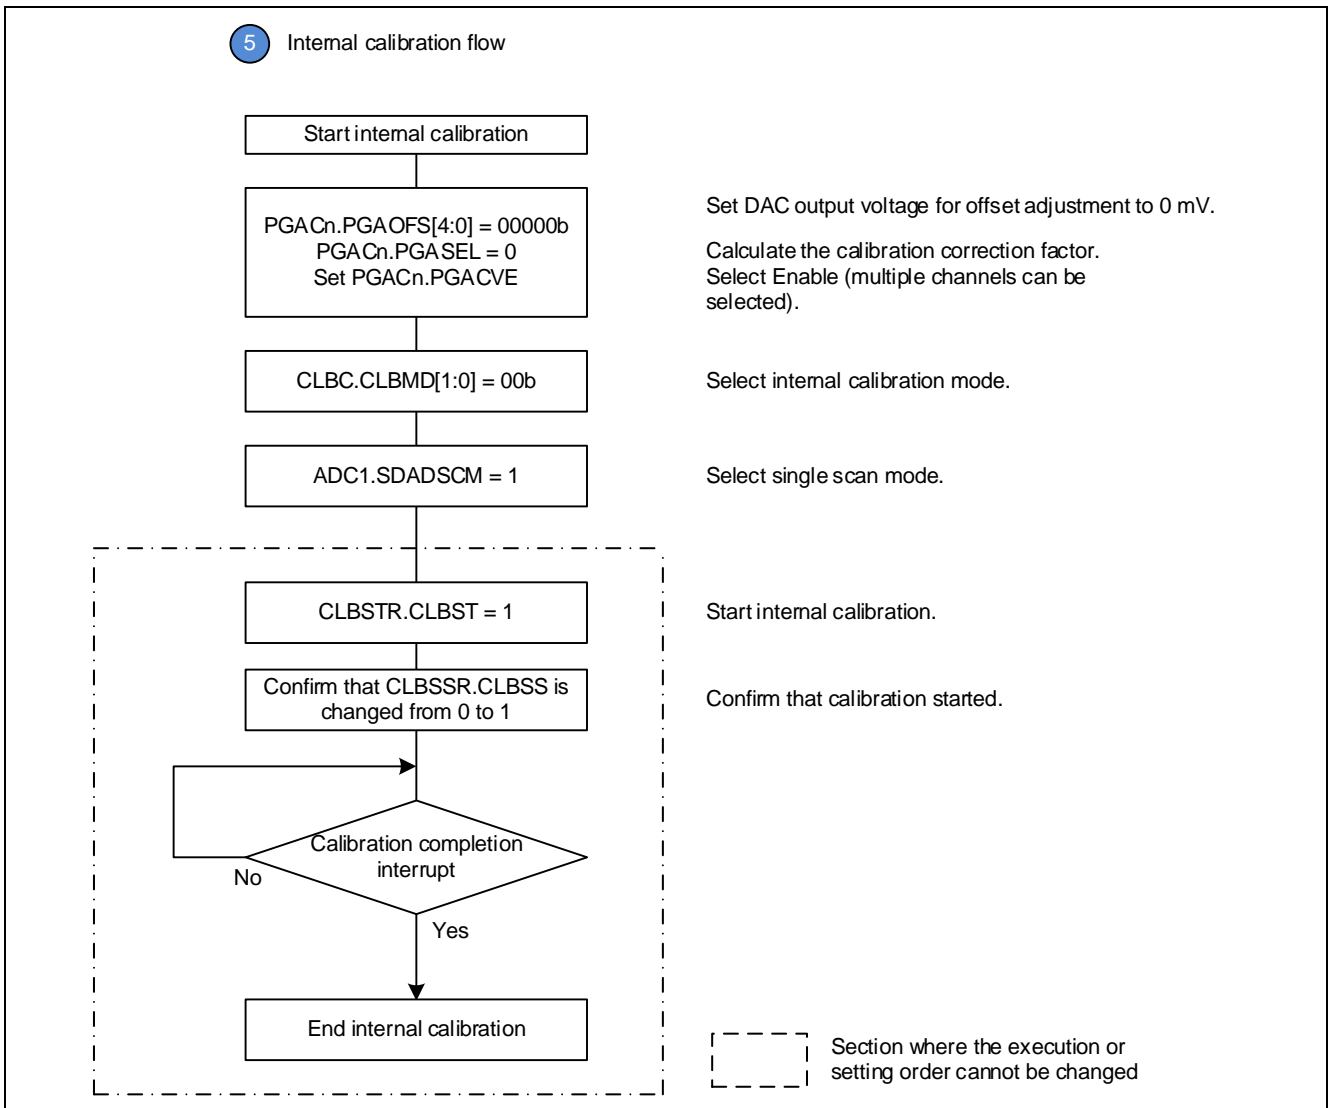 5 Internal calibration flow
Start internal calibration
PGACn.PGAOFS[4:0] = 00000b
PGACn.PGASEL = 0
Set PGACn.PGACVE
Set DAC output voltage for offset adjustment to 0 mV.
Calculate the calibration correction factor.
Select Enable (multiple channels can be
selected).
CLBC.CLBMD[1:0] = 00b
Select internal calibration mode.
ADC1.SDADSCM = 1
Select single scan mode.
CLBSTR.CLBST = 1
Start internal calibration.
Confirm that CLBSSR.CLBSS is
changed from 0 to 1
Confirm that calibration started.
Calibration completion
interrupt
No
Yes
End internal calibration
Section where the execution or
setting order cannot be changed